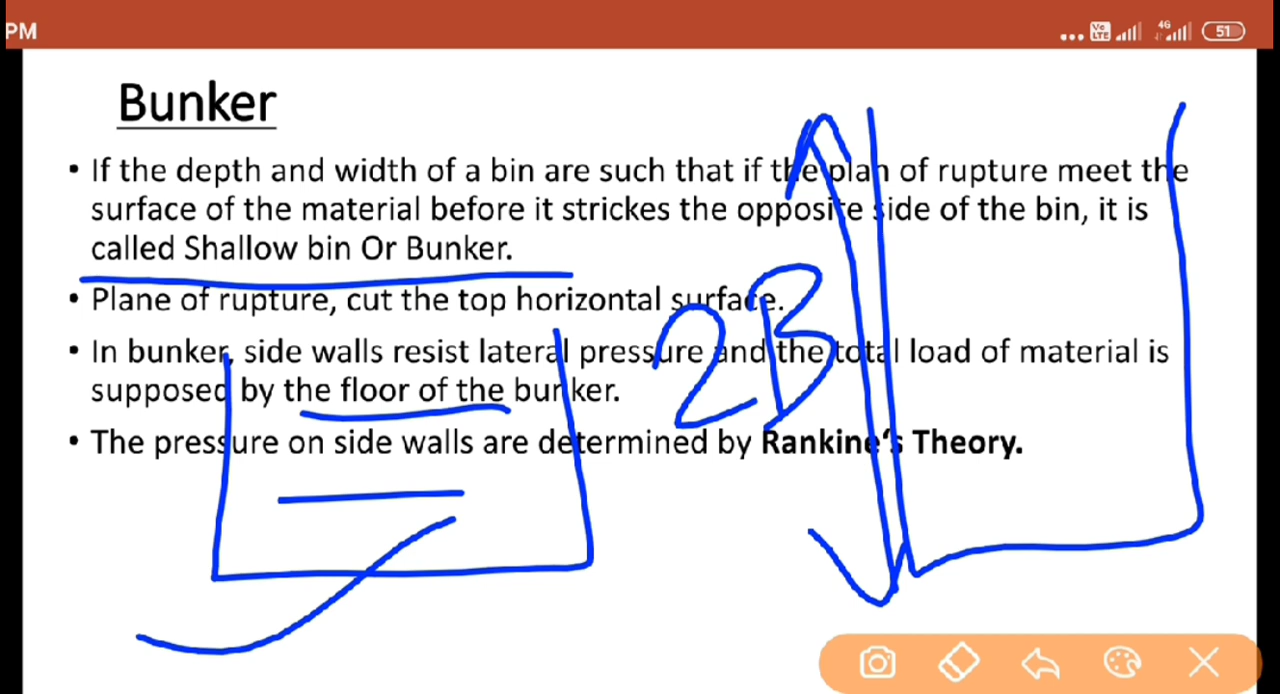 PM
4G
Vo
LTE
51
Bunker
• If the depth and width of a bin are such that if the plan of rupture meet the
surface of the material before it strickes the opposite side of the bin, it is
called Shallow bin Or Bunker.
• Plane of rupture, cut the top horizontal surface.
• In bunker, side walls resist lateral pressure and the total load of material is
supposed by the floor of the bunker.
• The pressure on side walls are determined by Rankine's Theory.
2B